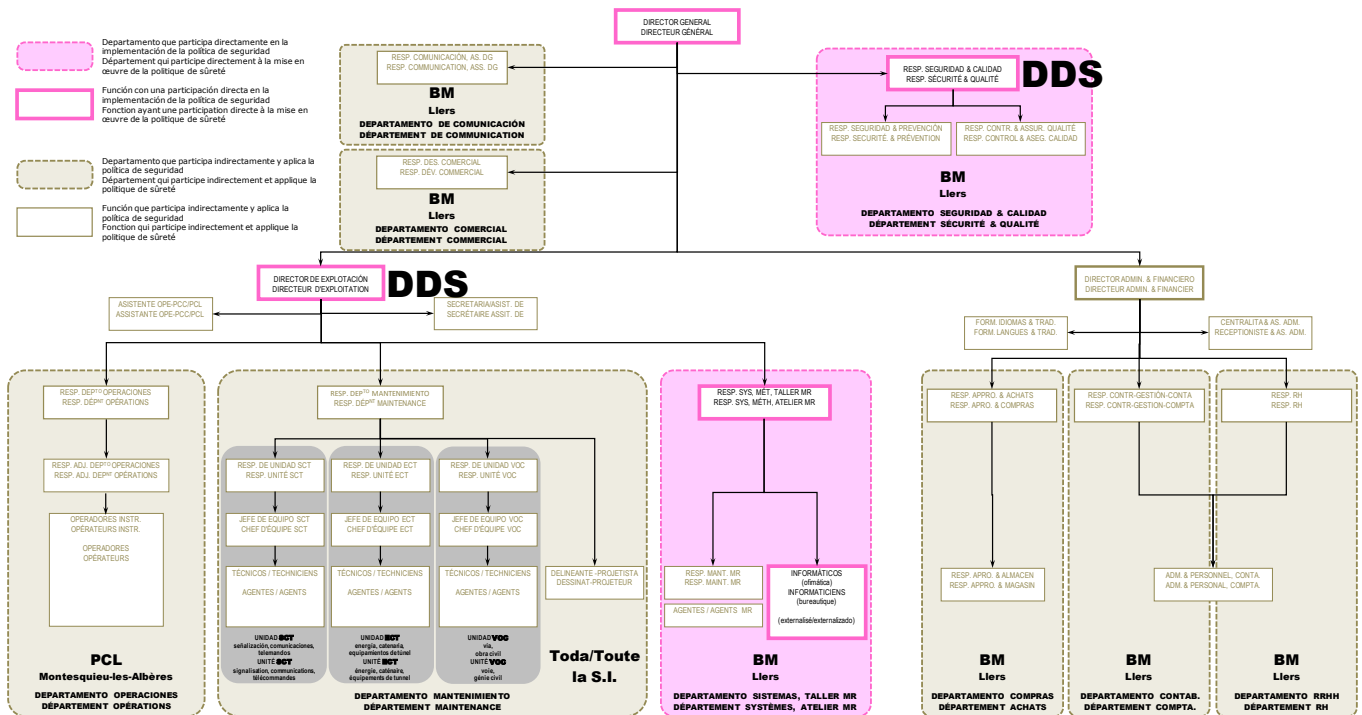 DIRECTOR GENERAL
DIRECTEUR GÉNÉRAL
Departamento que participa directamente en la
implementación de la política de seguridad
Département qui participe directement à la mise en
œuvre de la politique de sûreté
Función con una participación directa en la
implementación de la política de seguridad
Fonction ayant une participation directe à la mise en
œuvre de la politique de sûreté
Departamento que participa indirectamente y aplica la
política de seguridad
Département qui participe indirectement et applique la
politique de sûreté
Función que participa indirectamente y aplica la
política de seguridad
Fonction qui participe indirectement et applique la
politique de sûreté
RESP. COMUNICACIÓN, AS. DG
RESP. COMMUNICATION, ASS. DG
BM
Llers
DEPARTAMENTO DE COMUNICACIÓN
DÉPARTEMENT DE COMMUNICATION
RESP. DES. COMERCIAL
RESP. DÉV. COMMERCIAL
BM
Llers
DEPARTAMENTO COMERCIAL
DÉPARTEMENT COMMERCIAL
RESP. SEGURIDAD & CALIDAD
RESP. SÉCURITÉ & QUALITÉ
DDS
RESP. SEGURIDAD & PREVENCIÓN
RESP. SECURITÉ. & PRÉVENTION
RESP. CONTR. & ASSUR. QUALITÉ
RESP. CONTROL & ASEG. CALIDAD
BM
Llers
DEPARTAMENTO SEGURIDAD & CALIDAD
DÉPARTEMENT SÉCURITÉ & QUALITÉ
DIRECTOR DE EXPLOTACIÓN
DIRECTEUR D'EXPLOITATION
DDS
ASISTENTE OPE-PCC/PCL
ASSISTANTE OPE-PCC/PCL
SECRETARIA/ASIST. DE
SECRÉTAIRE ASSIT. DE
DIRECTOR ADMIN. & FINANCIERO
DIRECTEUR ADMIN. & FINANCIER
FORM. IDIOMAS & TRAD.
FORM. LANGUES & TRAD.
CENTRALITA & AS. ADM.
RECEPTIONISTE & AS. ADM.
RESP. DEPTO OPERACIONES
RESP. DÉPNT OPÉRATIONS
RESP. ADJ. DEPTO OPERACIONES
RESP. ADJ. DEPNT OPÉRATIONS
OPERADORES INSTR.
OPÉRATEURS INSTR.
OPERADORES
OPÉRATEURS
PCL
Montesquieu-les-Albères
DEPARTAMENTO OPERACIONES
DÉPARTEMENT OPÉRATIONS
RESP. DEPTO MANTENIMIENTO
RESP. DÉPNT MAINTENANCE
RESP. DE UNIDAD SCT
RESP. UNITÉ SCT
JEFE DE EQUIPO SCT
CHEF D'ÉQUIPE SCT
TÉCNICOS / TECHNICIENS
AGENTES / AGENTS
UNIDAD SCT
señalización, comunicaciones,
telemandos
UNITÉ SCT
signalisation, communications,
télécommandes
RESP. DE UNIDAD ECT
RESP. UNITÉ ECT
JEFE DE EQUIPO ECT
CHEF D'ÉQUIPE ECT
TÉCNICOS / TECHNICIENS
AGENTES / AGENTS
UNIDAD ECT
energía, catenaria,
equipamientos de túnel
UNITÉ ECT
énergie, caténaire,
équipements de tunnel
RESP. DE UNIDAD VOC
RESP. UNITÉ VOC
JEFE DE EQUIPO VOC
CHEF D'ÉQUIPE VOC
TÉCNICOS / TECHNICIENS
AGENTES / AGENTS
UNIDAD VOC
vía,
obra civil
UNITÉ VOC
voie,
génie civil
DELINEANTE -PROJETISTA
DESSINAT-PROJETEUR
Toda/Toute
la S.I.
DEPARTAMENTO MANTENIMIENTO
DÉPARTEMENT MAINTENANCE
RESP. SYS, MET, TALLER MR
RESP. SYS, MÉTH, ATELIER MR
RESP. MANT. MR
RESP. MAINT. MR
AGENTES / AGENTS MR
INFORMÁTICOS
(ofimática)
INFORMATICIENS
(bureautique)
(externalisé/externalizado)
BM
Llers
DEPARTAMENTO SISTEMAS, TALLER MR
DÉPARTEMENT SYSTÈMES, ATELIER MR
RESP. APPRO. & ACHATS
RESP. APRO. & COMPRAS
RESP. APRO. & ALMACEN
RESP. APPRO. & MAGASIN
BM
Llers
DEPARTAMENTO COMPRAS
DÉPARTEMENT ACHATS
RESP. CONTR-GESTIÓN-CONTA
RESP. CONTR-GESTION-COMPTA
ADM. & PERSONNEL, CONTA.
ADM. & PERSONAL, COMPTA.
BM
Llers
DEPARTAMENTO CONTAB.
DÉPARTEMENT COMPTA.
RESP. RH
RESP. RH
BM
Llers
DEPARTAMENTO RRHH
DÉPARTEMENT RH